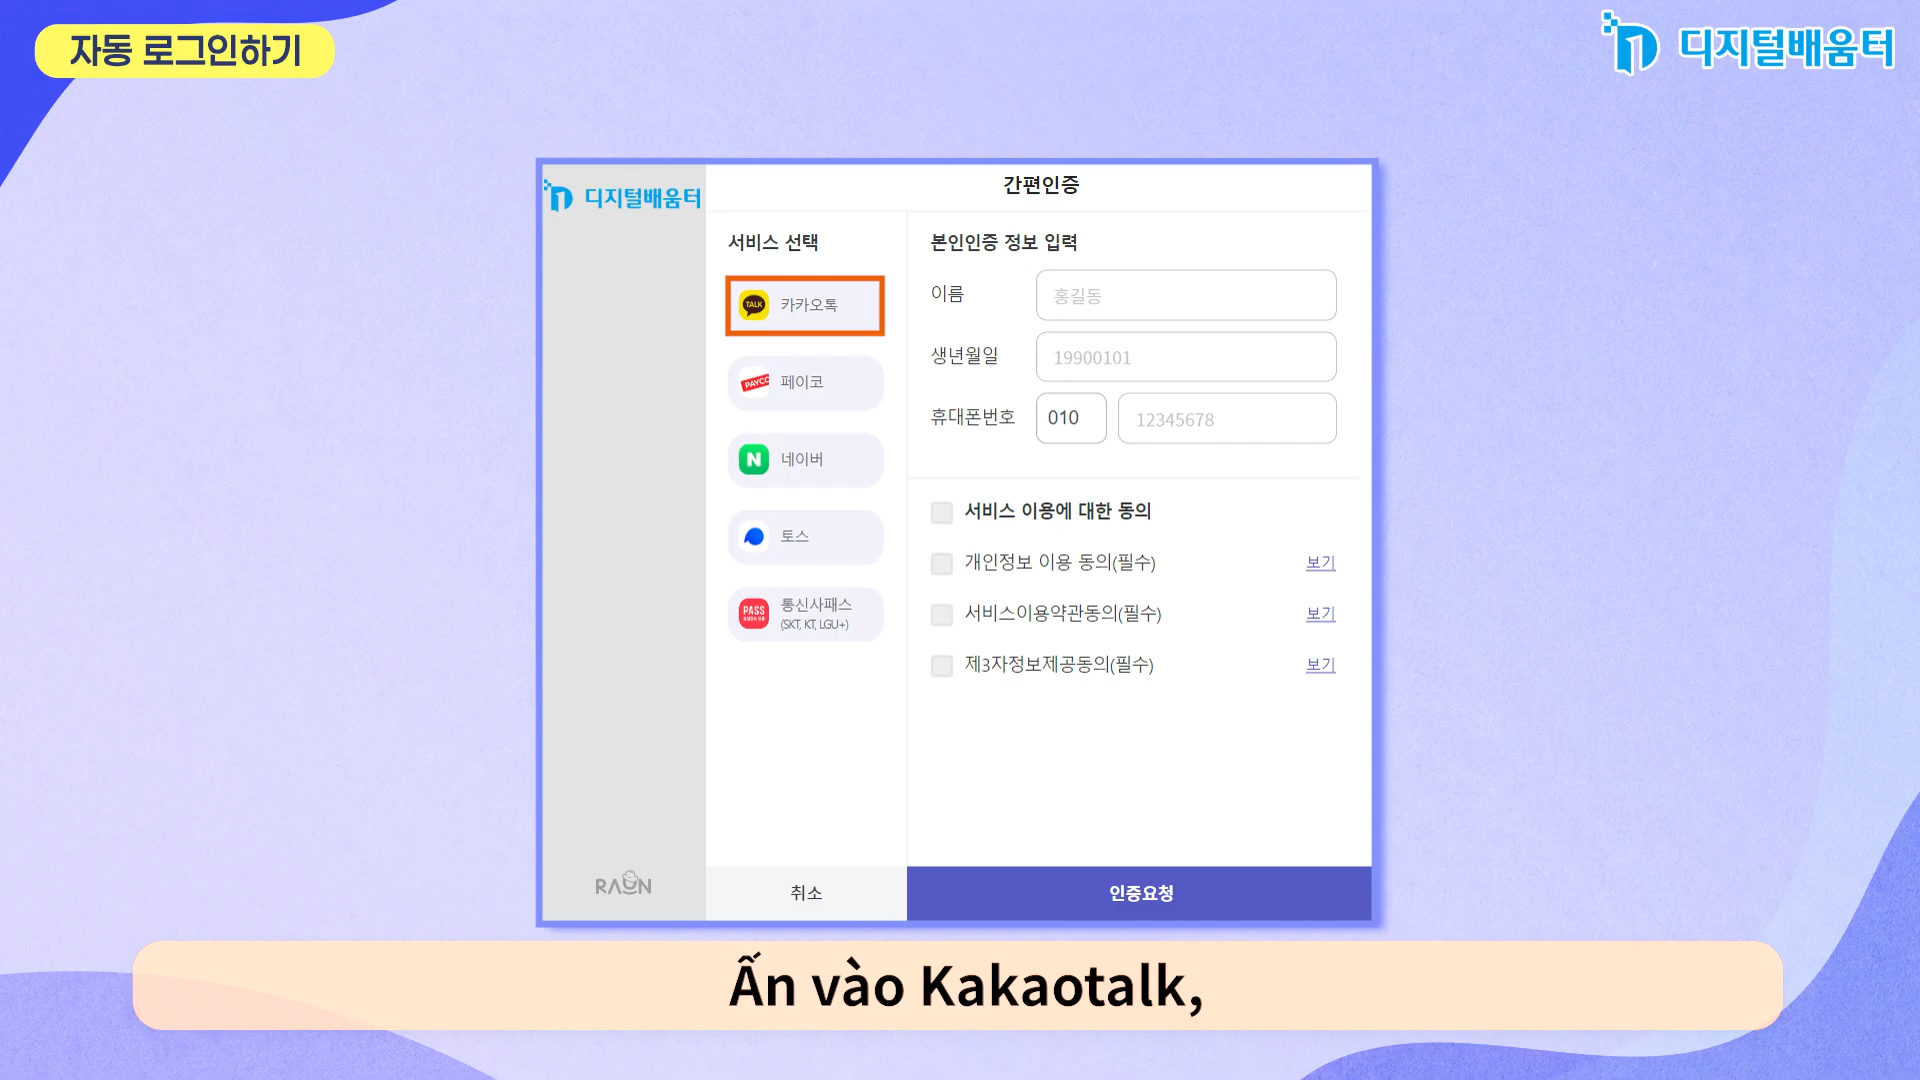 자동 로그인하기
디지털배움터
디지털배움터
간편인증
서비스 선택
TALK 카카오톡
PAYCO 페이코
N 네이버
토스
PASS 통신사패스
(SKT, KT, LGU+)
본인인증 정보 입력
이름 홍길동
생년월일 19900101
휴대폰번호 010 12345678
서비스 이용에 대한 동의
개인정보 이용 동의(필수) 보기
서비스이용약관동의(필수) 보기
제3자정보제공동의(필수) 보기
RAON
취소
인증요청
Ấn vào Kakaotalk,